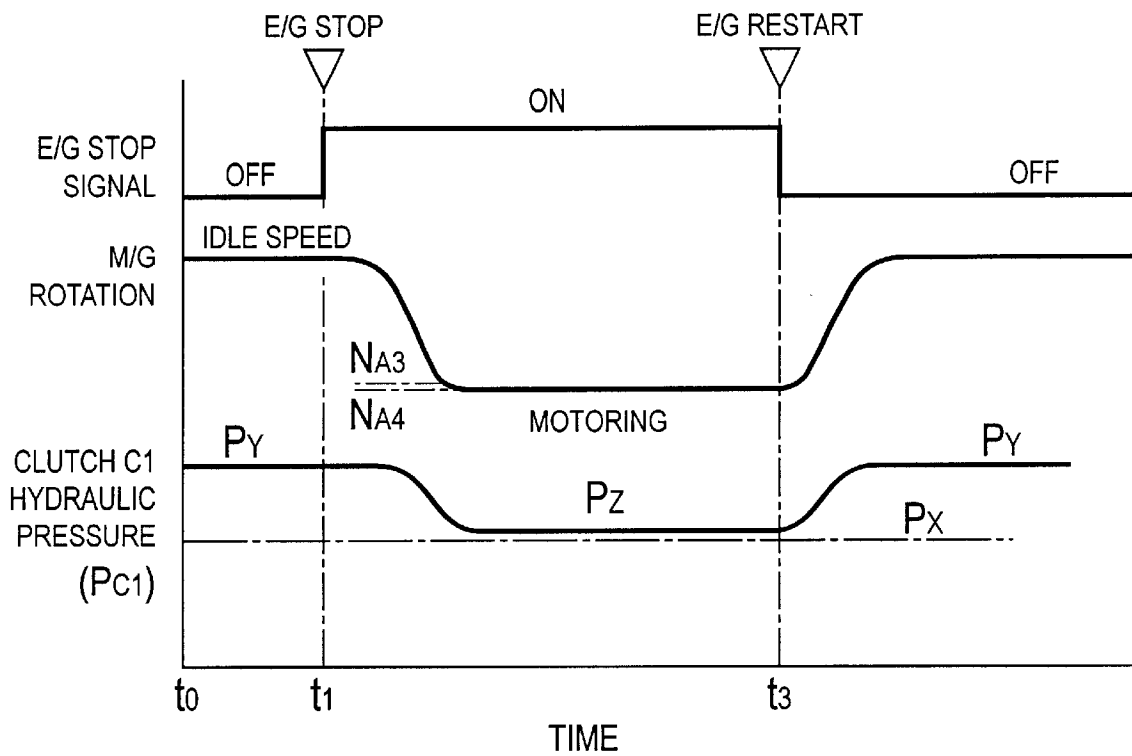 E/G STOP
E/G RESTART
ON
E/G STOP
SIGNAL
OFF
OFF
IDLE SPEED
M/G
ROTATION
NA3
NA4
MOTORING
PY
PY
CLUTCH C1
HYDRAULIC
PRESSURE
(PC1)
PZ
PX
t0
t1
t3
TIME